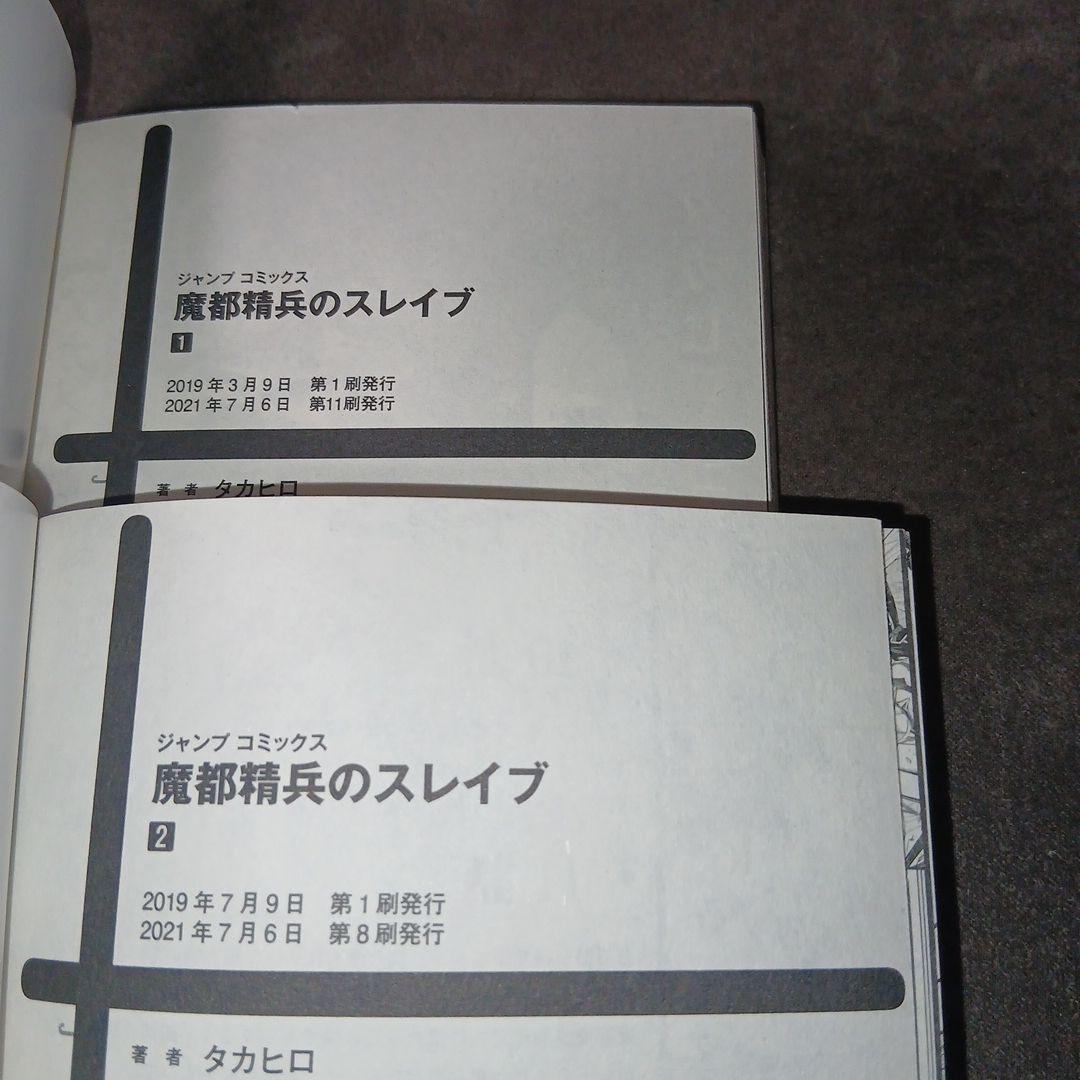 ジャンプ コミックス
魔都精兵のスレイブ
1
2019年3月9日 第1刷発行
2021年7月6日 第11刷発行
著者 タカヒロ
ジャンプ コミックス
魔都精兵のスレイブ
2
2019年7月9日 第1刷発行
2021年7月6日 第8刷発行
著者 タカヒロ